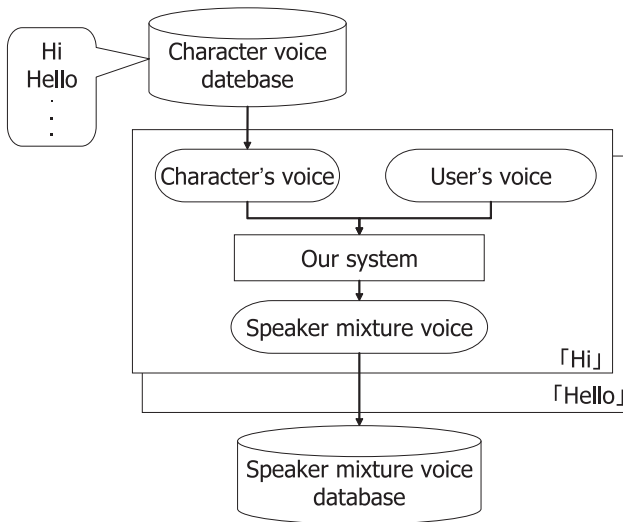 Hi
Hello
.
.
.
Character voice
datebase
Character's voice
User's voice
Our system
Speaker mixture voice
「Hi」
「Hello」
Speaker mixture voice
database